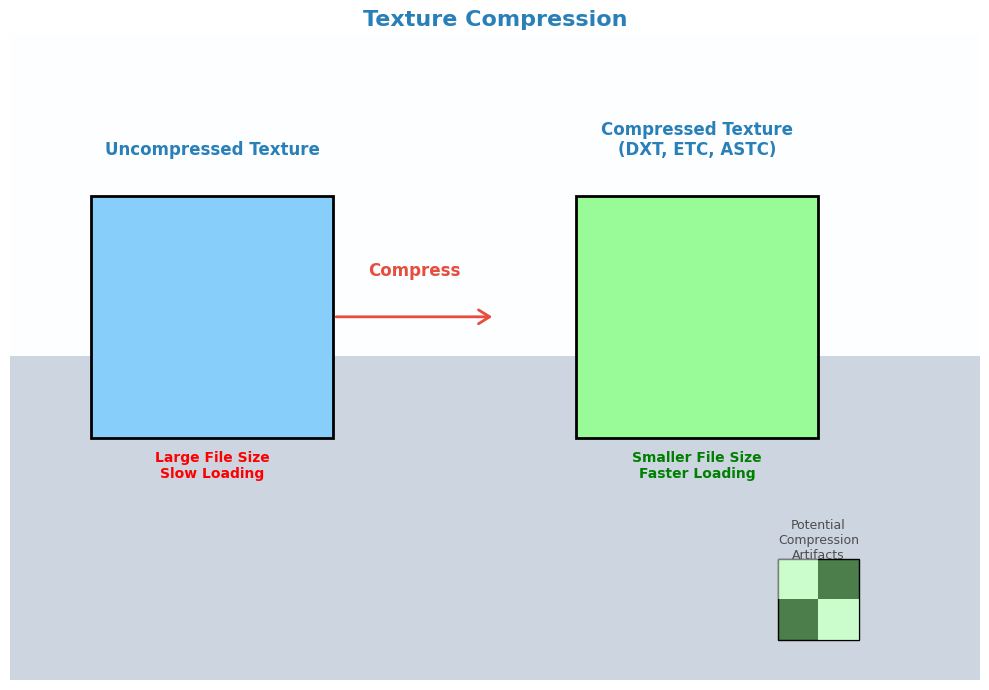 Texture Compression
Uncompressed Texture
Compressed Texture
(DXT, ETC, ASTC)
Compress
Large File Size
Slow Loading
Smaller File Size
Faster Loading
Potential
Compression
Artifacts